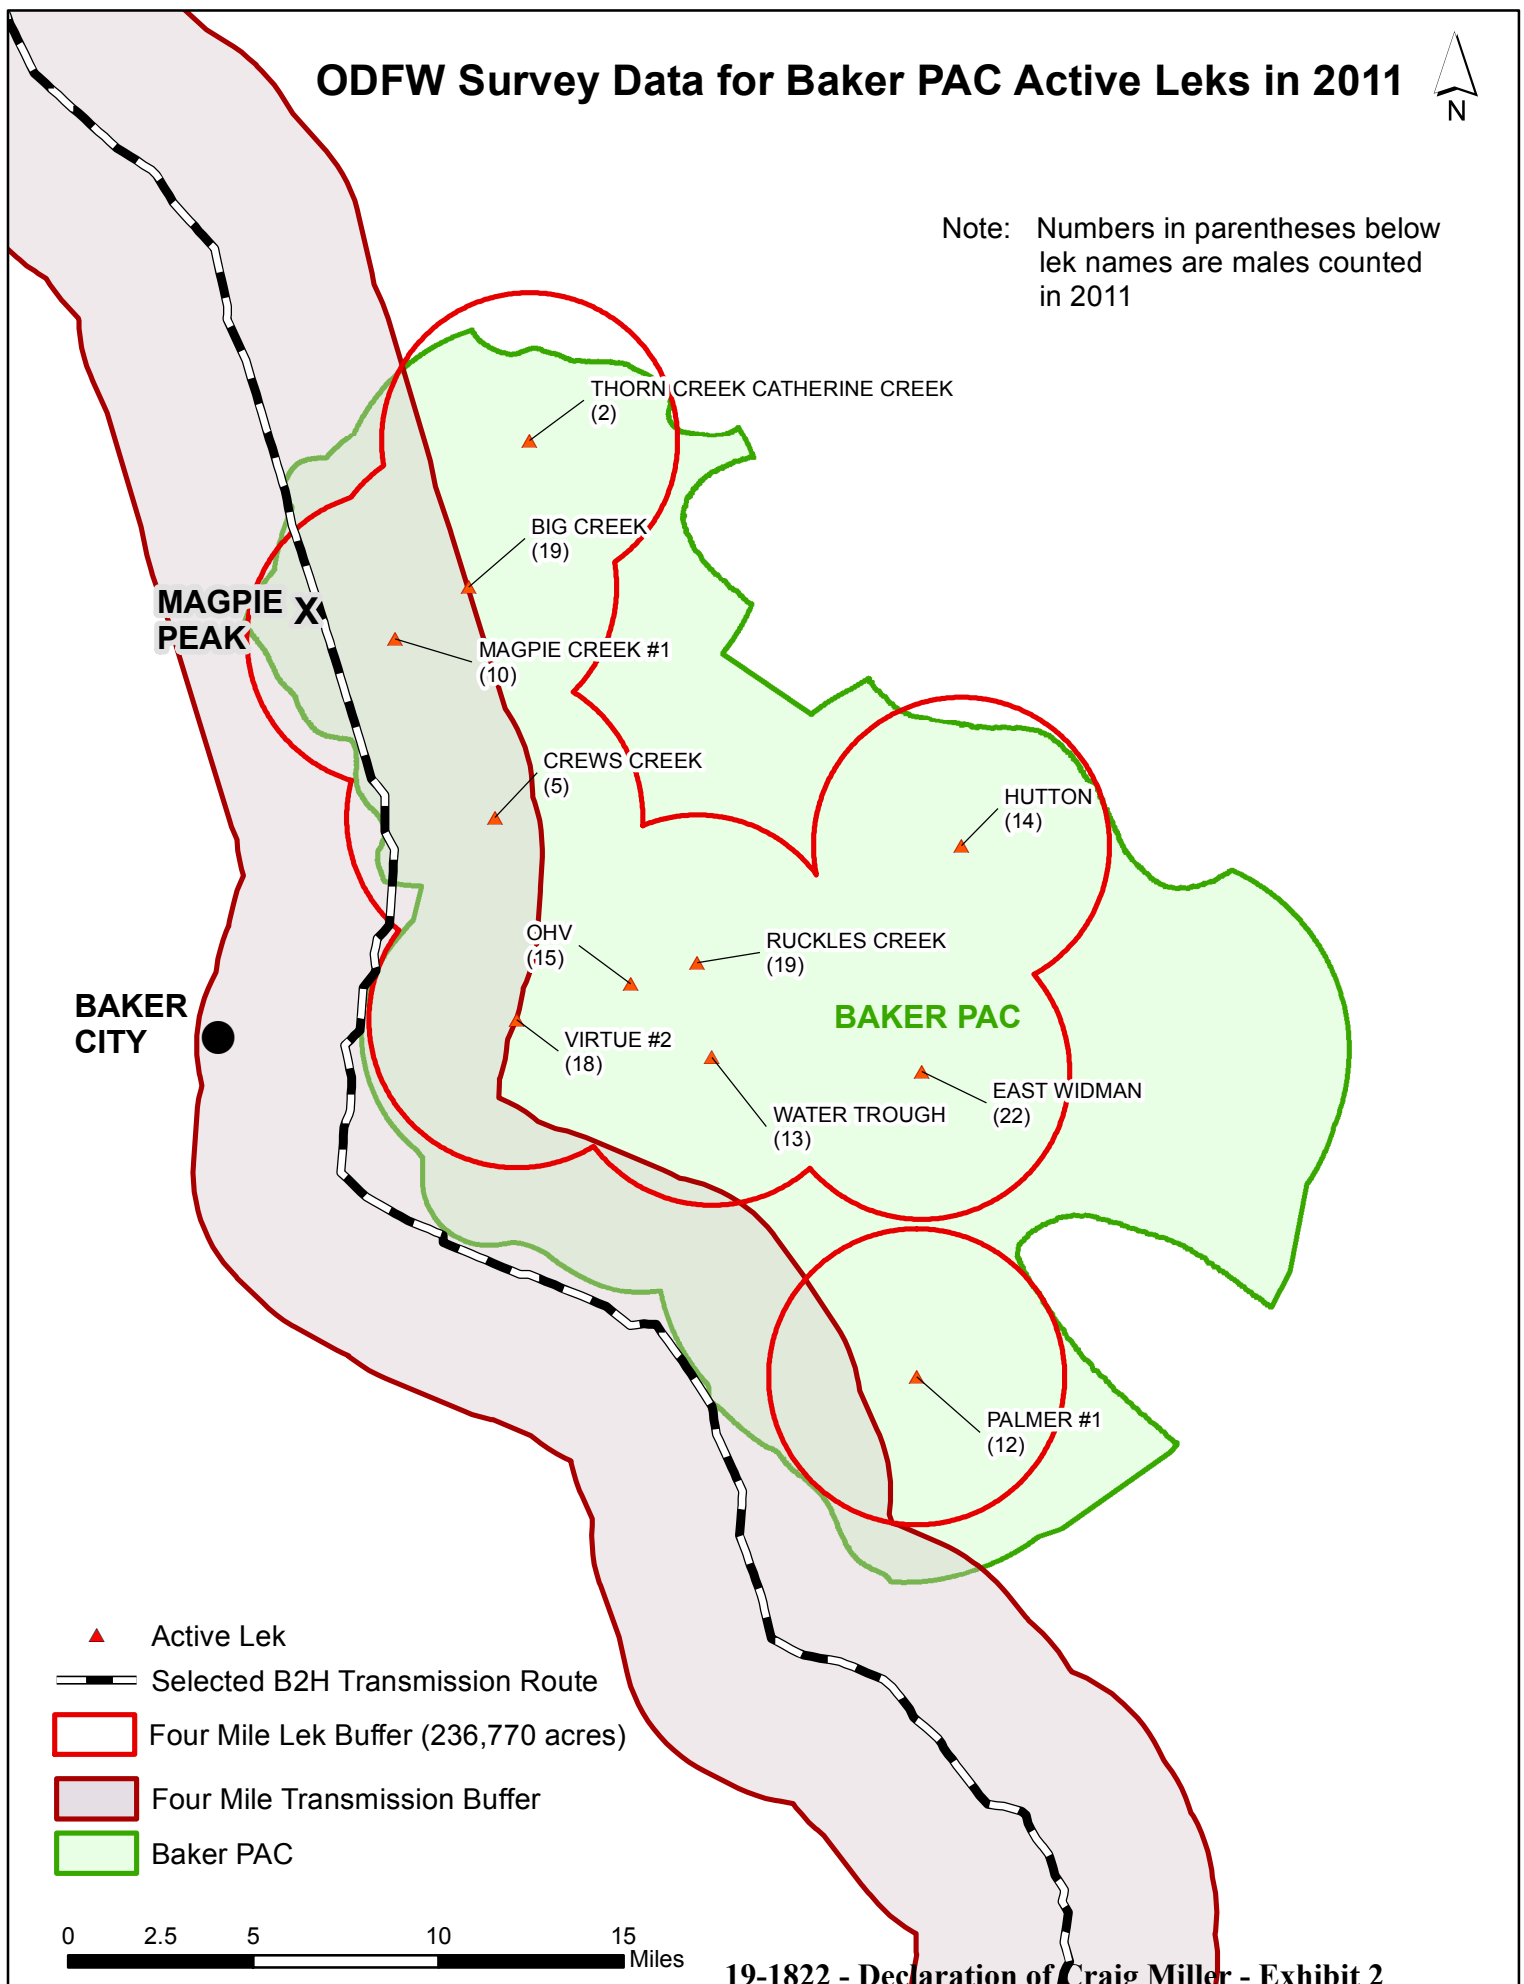 ODFW Survey Data for Baker PAC Active Leks in 2011
N
Note: Numbers in parentheses below
lek names are males counted
in 2011
THORN CREEK CATHERINE CREEK
(2)
BIG CREEK
(19)
MAGPIE
PEAK
X
MAGPIE CREEK #1
(10)
CREWS CREEK
(5)
HUTTON
(14)
OHV
(15)
RUCKLES CREEK
(19)
BAKER PAC
BAKER
CITY
VIRTUE #2
(18)
EAST WIDMAN
(22)
WATER TROUGH
(13)
PALMER #1
(12)
Active Lek
Selected B2H Transmission Route
Four Mile Lek Buffer (236,770 acres)
Four Mile Transmission Buffer
Baker PAC
0 2.5 5 10 15
Miles
19-1822 - Declaration of Craig Miller - Exhibit 2